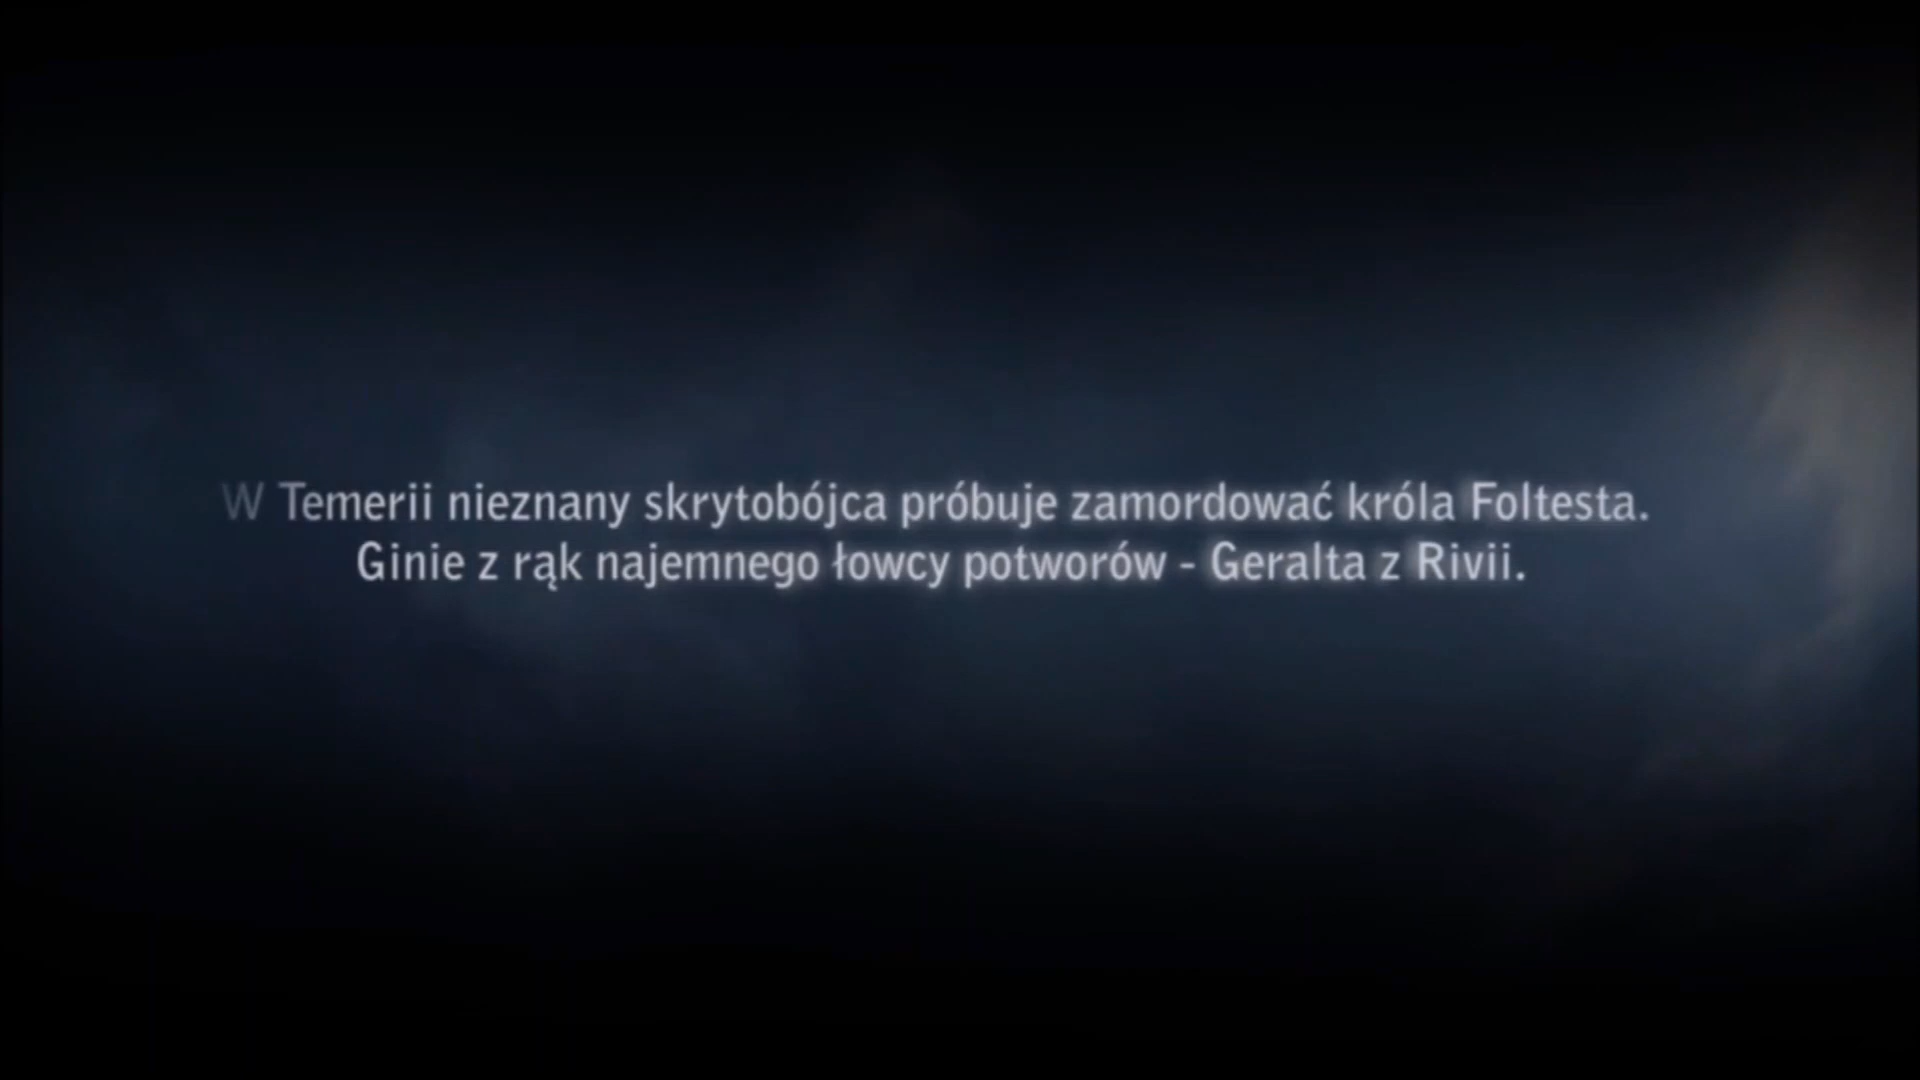 W Temerii nieznany skrytobójca próbuje zamordować króla Foltesta.
Ginie z rąk najemnego łowcy potworów - Geralta z Rivii.